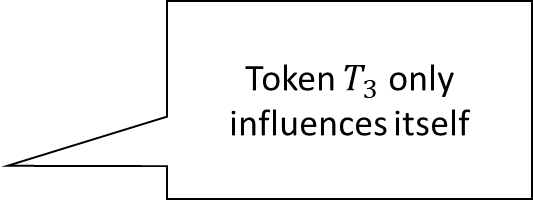 Token T₃ only
influences itself